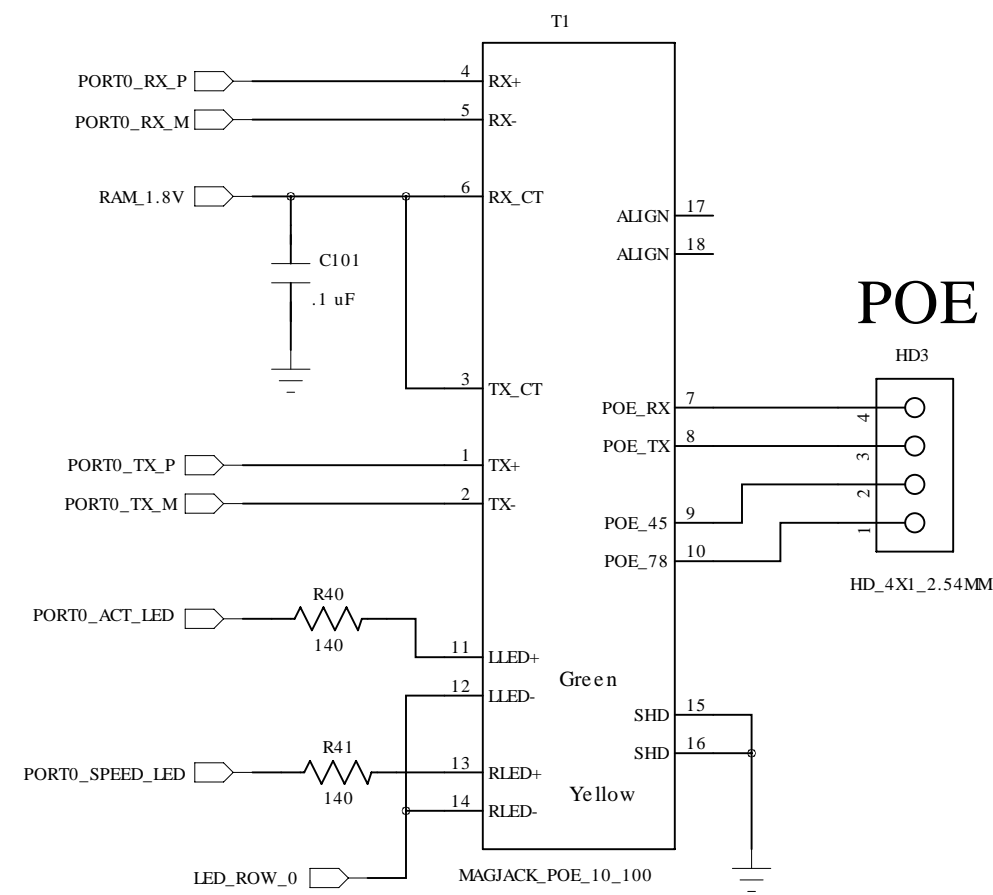 T1
PORT0_RX_P
4
RX+
PORT0_RX_M
5
RX-
RAM_1.8V
6
RX_CT
ALIGN
17
ALIGN
18
C101
.1 uF
POE
HD3
3
TX_CT
POE_RX
7
4
POE_TX
8
3
PORT0_TX_P
1
TX+
2
PORT0_TX_M
2
TX-
POE_45
9
1
POE_78
10
HD_4X1_2.54MM
R40
PORT0_ACT_LED
140
11
LLED+
Green
12
LLED-
SHD
15
R41
SHD
16
PORT0_SPEED_LED
13
RLED+
140
Yellow
14
RLED-
LED_ROW_0
MAGJACK_POE_10_100